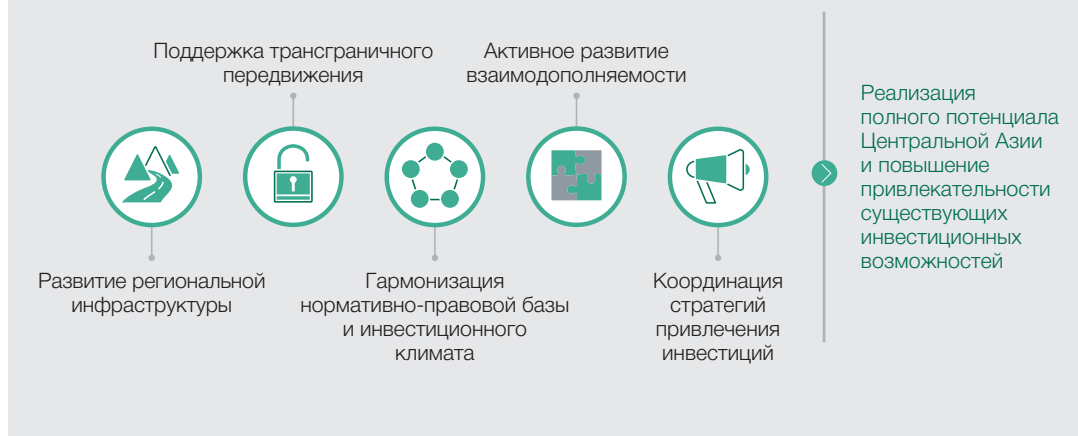 Поддержка трансграничного
передвижения
Активное развитие
взаимодополняемости
Развитие региональной
инфраструктуры
Гармонизация
нормативно-правовой базы
и инвестиционного
климата
Координация
стратегий
привлечения
инвестиций
Реализация
полного потенциала
Центральной Азии
и повышение
привлекательности
существующих
инвестиционных
возможностей